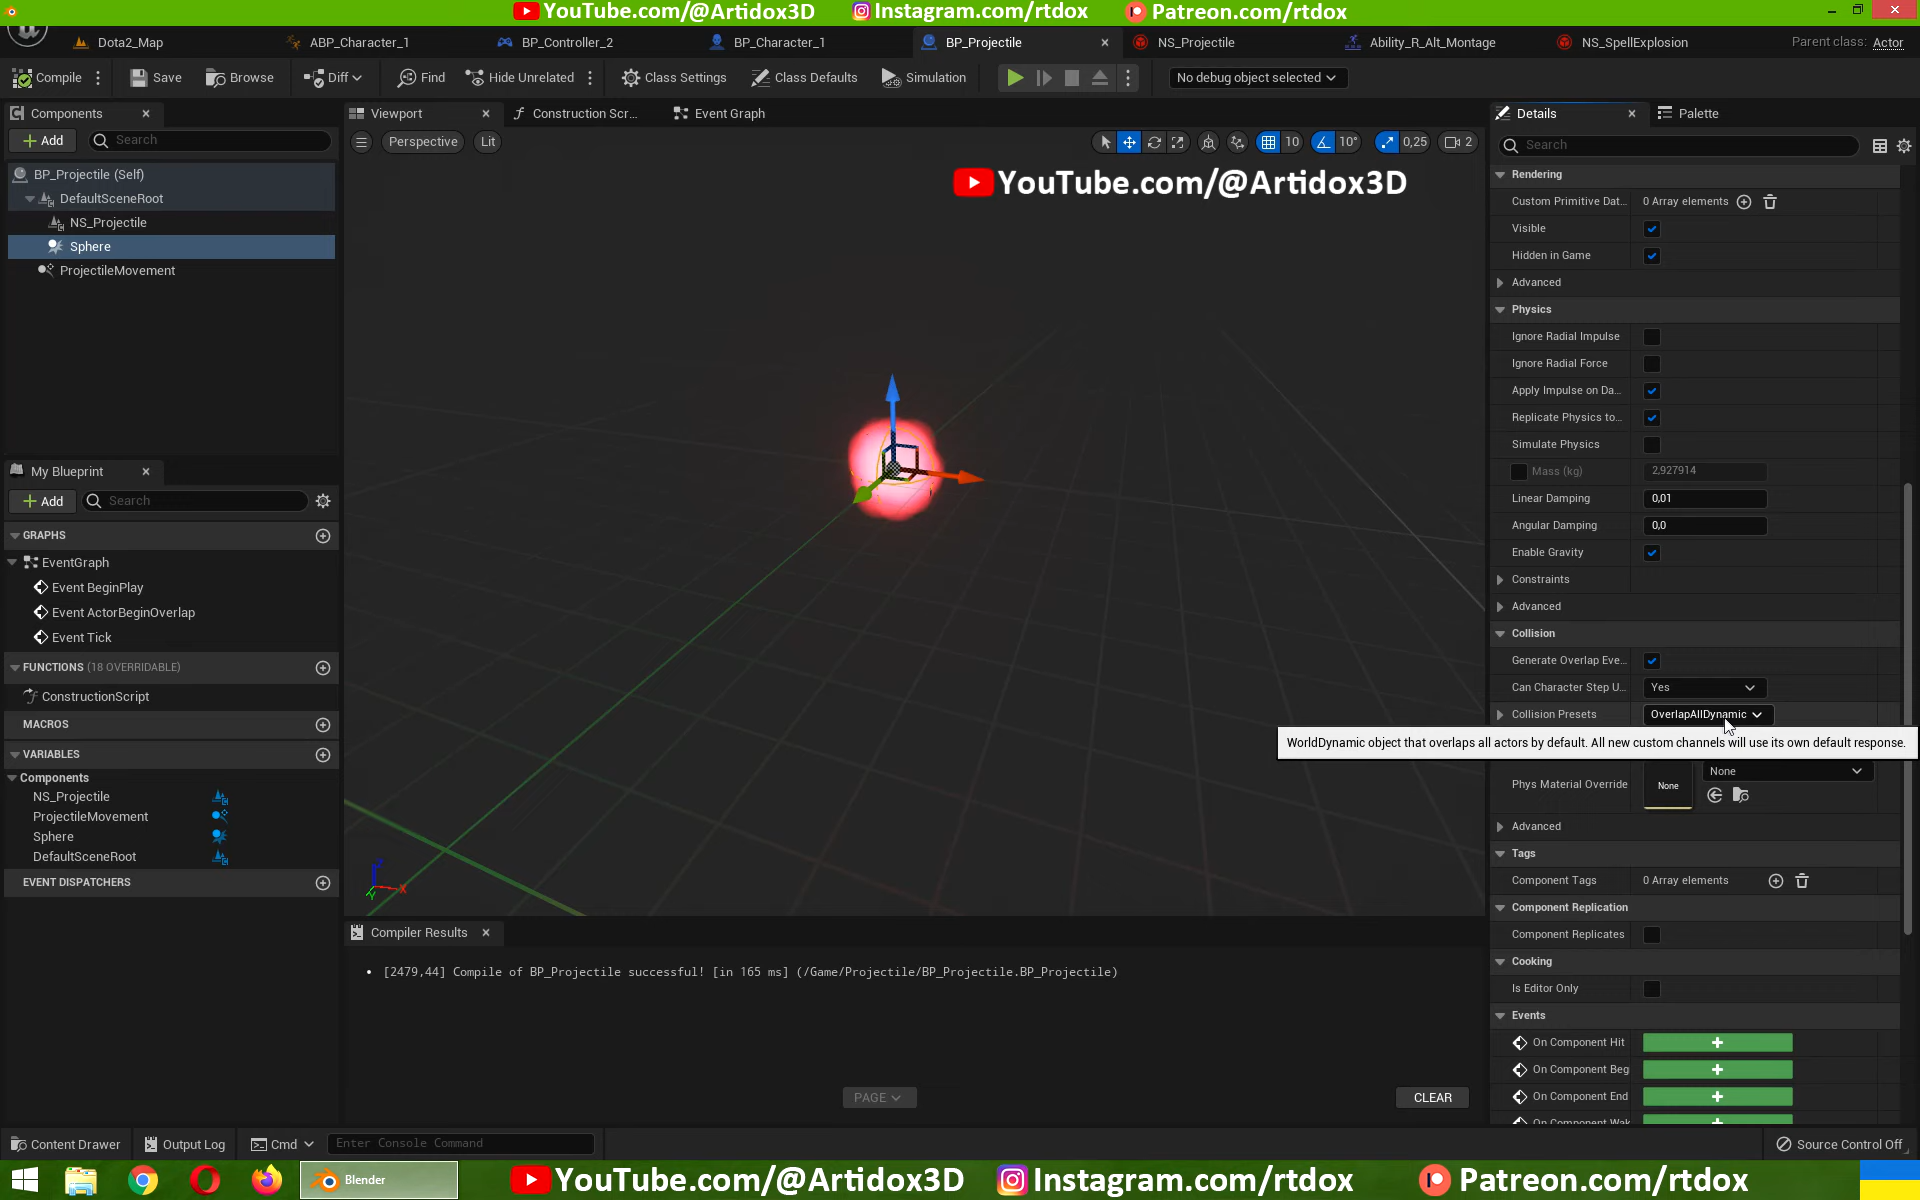 YouTube.com/@Artidox3D Instagram.com/rtdox Patreon.com/rtdox
Dota2_Map ABP_Character_1 BP_Controller_2 BP_Character_1 BP_Projectile NS_Projectile Ability_R_Alt_Montage NS_SpellExplosion Parent class: Actor
Compile Save Browse Diff Find Hide Unrelated Class Settings Class Defaults Simulation No debug object selected
Components
Add Search
BP_Projectile (Self)
DefaultSceneRoot
NS_Projectile
Sphere
ProjectileMovement
My Blueprint
Add Search
GRAPHS
EventGraph
Event BeginPlay
Event ActorBeginOverlap
Event Tick
FUNCTIONS (18 OVERRIDABLE)
ConstructionScript
MACROS
VARIABLES
Components
NS_Projectile
ProjectileMovement
Sphere
DefaultSceneRoot
EVENT DISPATCHERS
Viewport Construction Scr... Event Graph
Perspective Lit 10 10° 0,25 2
YouTube.com/@Artidox3D
Z
X
Y
Compiler Results
[2479,44] Compile of BP_Projectile successful! [in 165 ms] (/Game/Projectile/BP_Projectile.BP_Projectile)
PAGE CLEAR
Details Palette
Search
Rendering
Custom Primitive Dat... 0 Array elements
Visible
Hidden in Game
Advanced
Physics
Ignore Radial Impulse
Ignore Radial Force
Apply Impulse on Da...
Replicate Physics to...
Simulate Physics
Mass (kg) 2,927914
Linear Damping 0,01
Angular Damping 0,0
Enable Gravity
Constraints
Advanced
Collision
Generate Overlap Eve...
Can Character Step U... Yes
Collision Presets OverlapAllDynamic
WorldDynamic object that overlaps all actors by default. All new custom channels will use its own default response.
Phys Material Override None None
Advanced
Tags
Component Tags 0 Array elements
Component Replication
Component Replicates
Cooking
Is Editor Only
Events
On Component Hit
On Component Beg
On Component End
On Component Wak
Content Drawer Output Log Cmd Enter Console Command Source Control Off
Blender YouTube.com/@Artidox3D Instagram.com/rtdox Patreon.com/rtdox